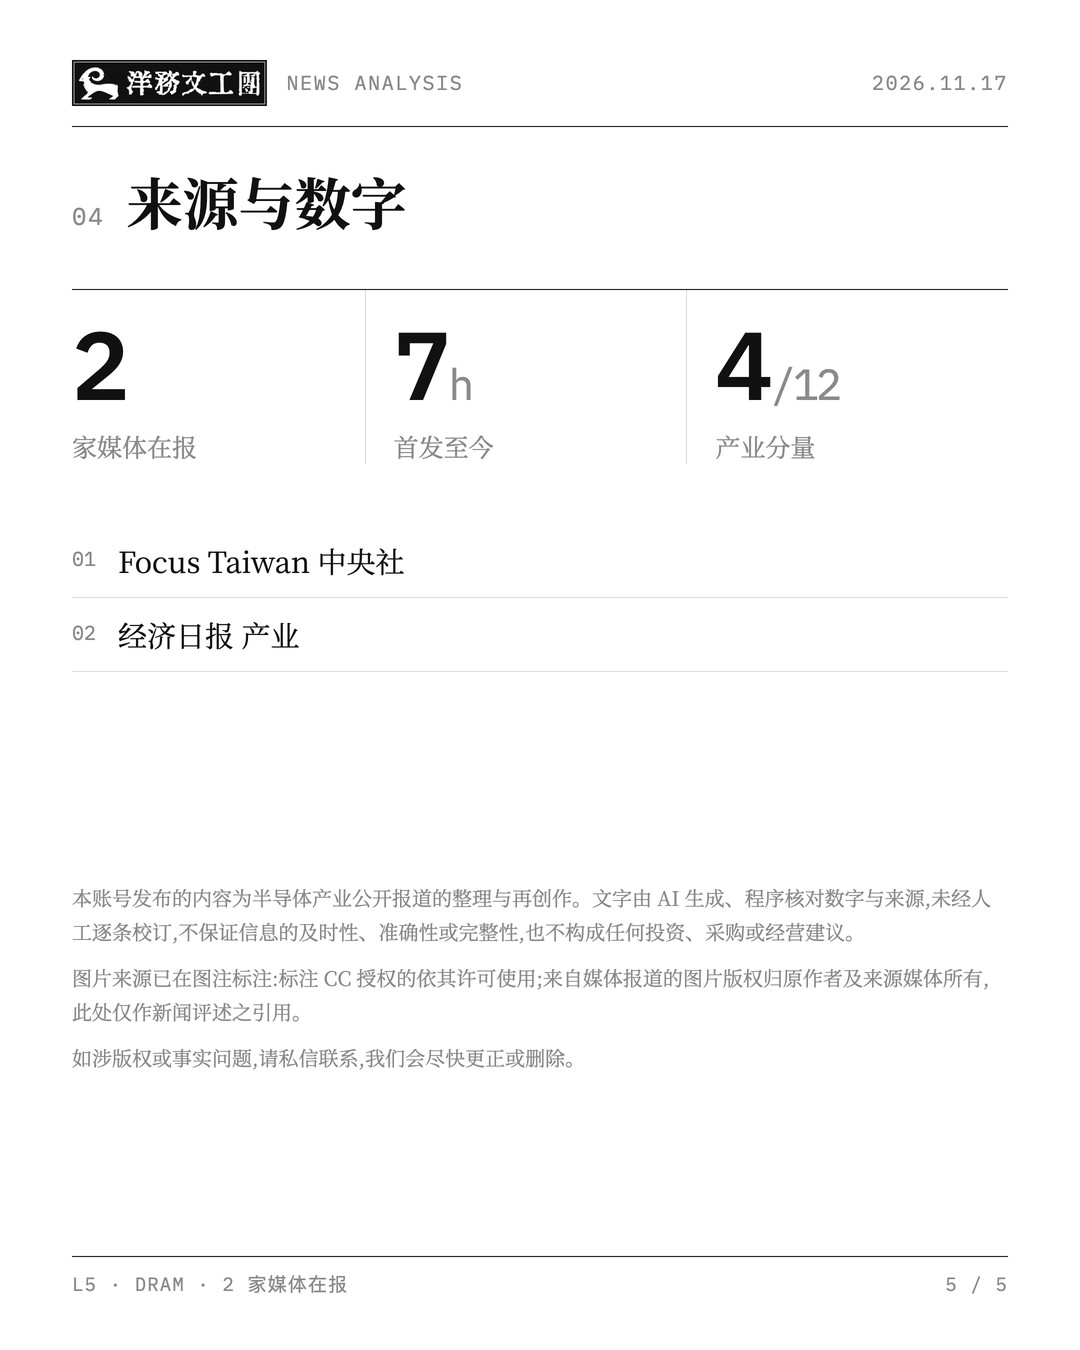 洋務文工團 NEWS ANALYSIS 2026.11.17
04 来源与数字
2 7h 4/12
家媒体在报 首发至今 产业分量
01 Focus Taiwan 中央社
02 经济日报 产业
本账号发布的内容为半导体产业公开报道的整理与再创作。文字由 AI 生成、程序核对数字与来源,未经人
工逐条校订,不保证信息的及时性、准确性或完整性,也不构成任何投资、采购或经营建议。
图片来源已在图注标注:标注 CC 授权的依其许可使用;来自媒体报道的图片版权归原作者及来源媒体所有,
此处仅作新闻评述之引用。
如涉版权或事实问题,请私信联系,我们会尽快更正或删除。
L5 · DRAM · 2 家媒体在报 5 / 5